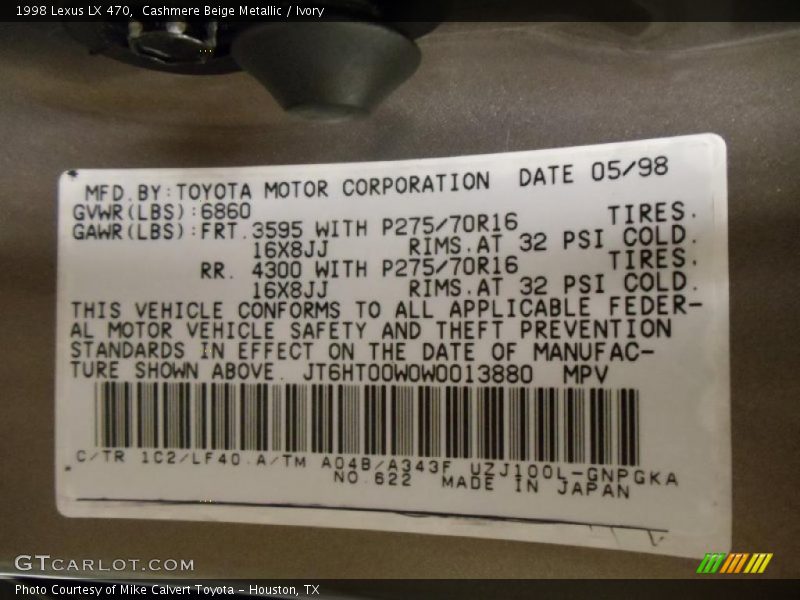 1998 Lexus LX 470, Cashmere Beige Metallic / Ivory
MFD.BY:TOYOTA MOTOR CORPORATION DATE 05/98
GVWR(LBS):6860
GAWR(LBS):FRT.3595 WITH P275/70R16 TIRES.
16X8JJ RIMS.AT 32 PSI COLD.
RR. 4300 WITH P275/70R16 TIRES.
16X8JJ RIMS.AT 32 PSI COLD.
THIS VEHICLE CONFORMS TO ALL APPLICABLE FEDER-
AL MOTOR VEHICLE SAFETY AND THEFT PREVENTION
STANDARDS IN EFFECT ON THE DATE OF MANUFAC-
TURE SHOWN ABOVE. JT6HT00W0W0013880 MPV
C/TR 1C2/LF40.A/TM A04B/A343F UZJ100L-GNPGKA
NO.622 MADE IN JAPAN
GTCARLOT.COM
Photo Courtesy of Mike Calvert Toyota - Houston, TX